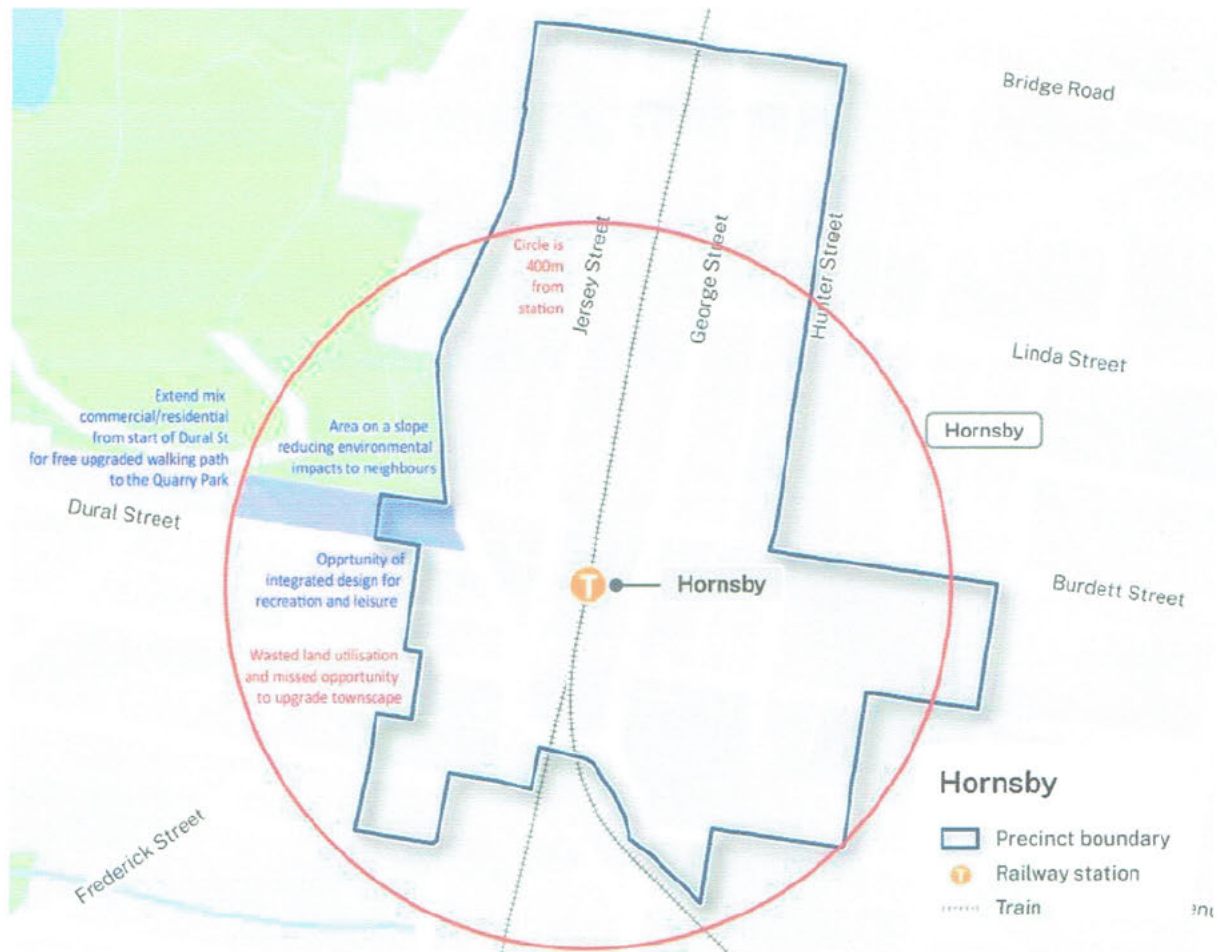 Bridge Road
Circle is
400m
from
station
Jersey Street
George Street
Hunter Street
Linda Street
Hornsby
Extend mix
commercial/residential
from start of Dural St
for free upgraded walking path
to the Quarry Park
Area on a slope
reducing environmental
impacts to neighbours
Dural Street
Opprtunity of
integrated design for
recreation and leisure
T
Hornsby
Burdett Street
Wasted land utilisation
and missed opportunity
to upgrade townscape
Frederick Street
Hornsby
Precinct boundary
T
Railway station
Train